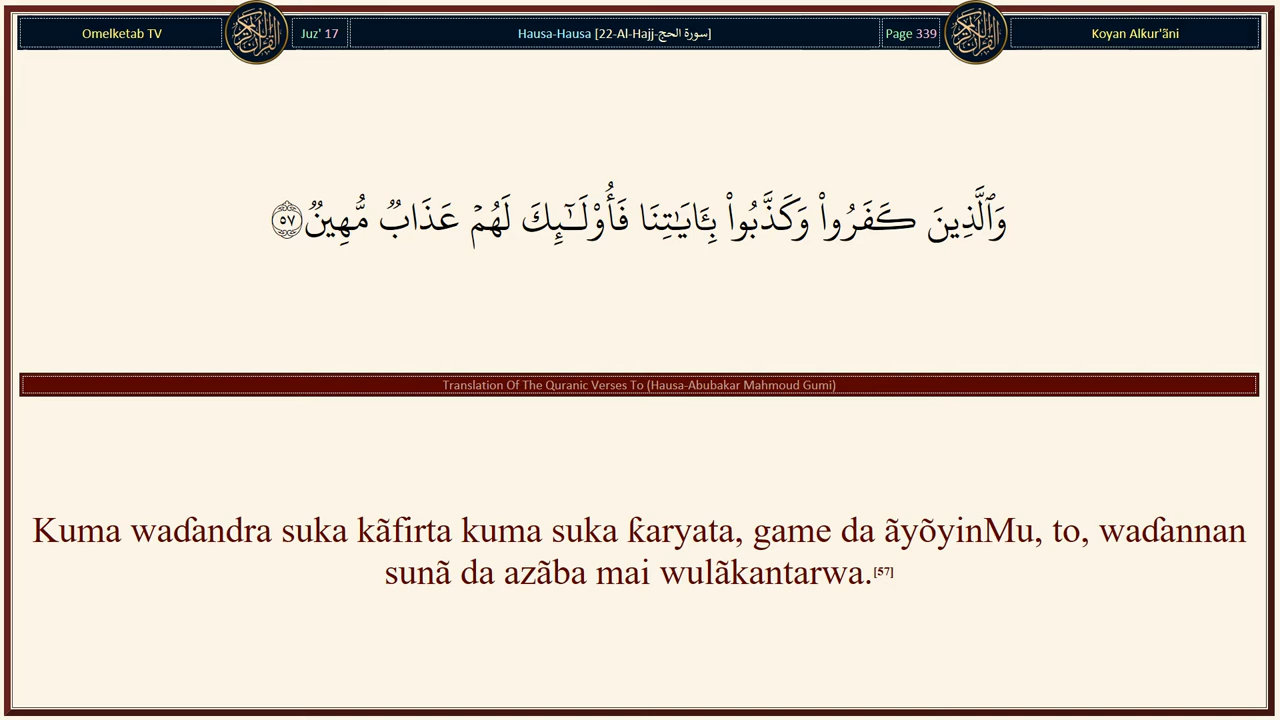 Omelketab TV
Juz' 17
Hausa-Hausa [22-Al-Hajj-سورة الحج]
Page 339
Koyan Alƙur'ãni
وَٱلَّذِينَ كَفَرُوا۟ وَكَذَّبُوا۟ بِـَٔايَـٰتِنَا فَأُو۟لَـٰٓئِكَ لَهُمْ عَذَابٌ مُّهِينٌ ٥٧
Translation Of The Quranic Verses To (Hausa-Abubakar Mahmoud Gumi)
Kuma waɗandra suka kãfirta kuma suka ƙaryata, game da ãyõyinMu, to, waɗannan
sunã da azãba mai wulãkantarwa.[57]